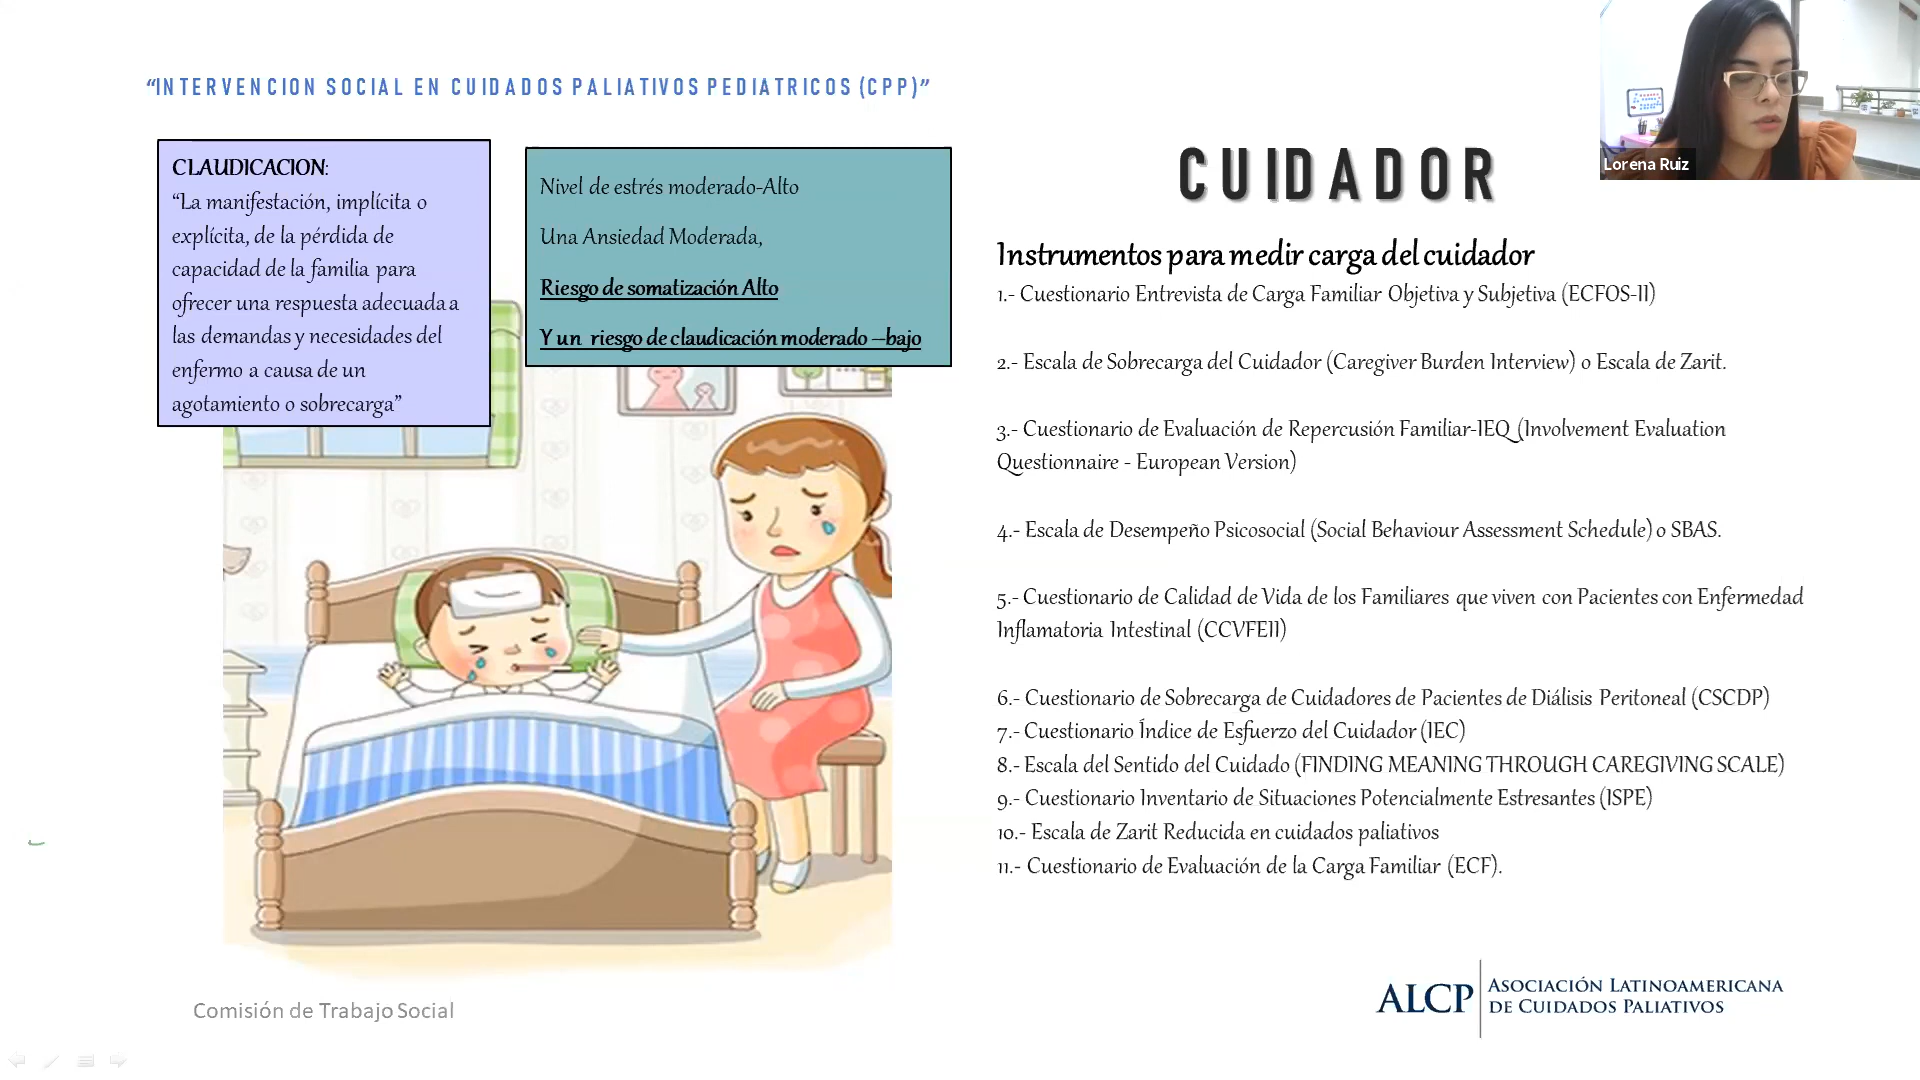 “INTERVENCION SOCIAL EN CUIDADOS PALIATIVOS PEDIATRICOS (CPP)”
CLAUDICACION:
“La manifestación, implícita o
explícita, de la pérdida de
capacidad de la familia para
ofrecer una respuesta adecuada a
las demandas y necesidades del
enfermo a causa de un
agotamiento o sobrecarga”
Nivel de estrés moderado-Alto
Una Ansiedad Moderada,
Riesgo de somatización Alto
Y un riesgo de claudicación moderado –bajo
CUIDADOR
Lorena Ruiz
Instrumentos para medir carga del cuidador
1.- Cuestionario Entrevista de Carga Familiar Objetiva y Subjetiva (ECFOS-II)
2.- Escala de Sobrecarga del Cuidador (Caregiver Burden Interview) o Escala de Zarit.
3.- Cuestionario de Evaluación de Repercusión Familiar-IEQ (Involvement Evaluation
Questionnaire - European Version)
4.- Escala de Desempeño Psicosocial (Social Behaviour Assessment Schedule) o SBAS.
5.- Cuestionario de Calidad de Vida de los Familiares que viven con Pacientes con Enfermedad
Inflamatoria Intestinal (CCVFEII)
6.- Cuestionario de Sobrecarga de Cuidadores de Pacientes de Diálisis Peritoneal (CSCDP)
7.- Cuestionario Índice de Esfuerzo del Cuidador (IEC)
8.- Escala del Sentido del Cuidado (FINDING MEANING THROUGH CAREGIVING SCALE)
9.- Cuestionario Inventario de Situaciones Potencialmente Estresantes (ISPE)
10.- Escala de Zarit Reducida en cuidados paliativos
11.- Cuestionario de Evaluación de la Carga Familiar (ECF).
Comisión de Trabajo Social
ALCP
ASOCIACIÓN LATINOAMERICANA
DE CUIDADOS PALIATIVOS